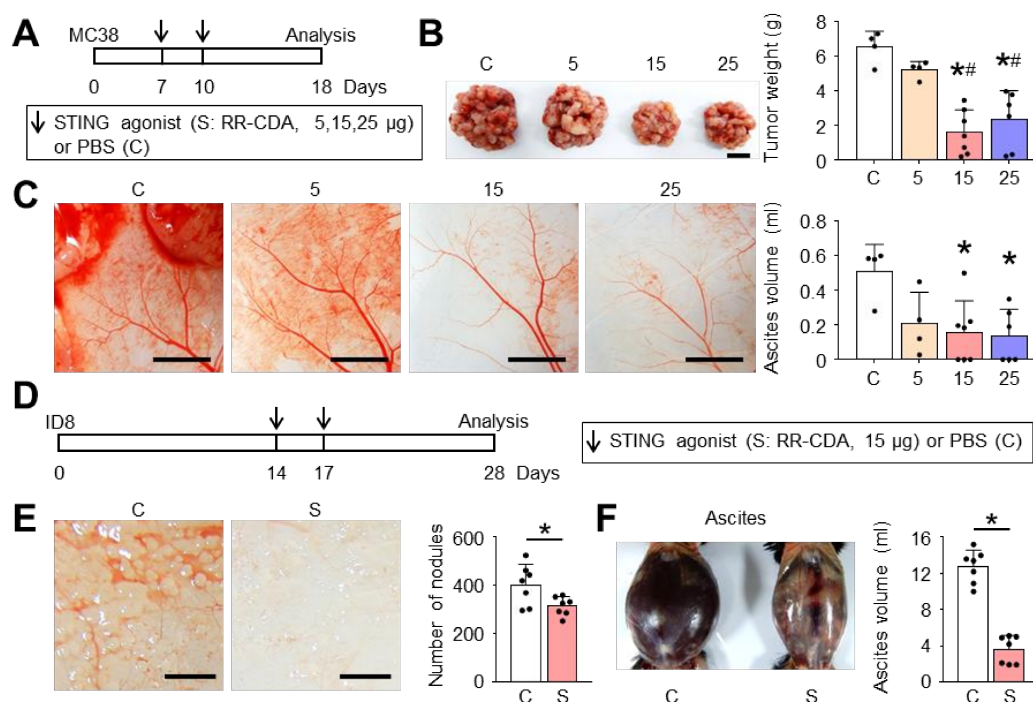 A
MC38
Analysis
0
7
10
18
Days
↓ STING agonist (S: RR-CDA, 5,15,25 µg)
or PBS (C)
B
C
5
15
25
Tumor weight (g)
8
6
4
2
0
*#
*#
C
5
15
25
C
C
5
15
25
Ascites volume (ml)
0.8
0.6
0.4
0.2
0
*
*
C
5
15
25
D
ID8
Analysis
0
14
17
28
Days
↓ STING agonist (S: RR-CDA, 15 µg) or PBS (C)
E
C
S
Number of nodules
600
400
200
0
*
C
S
F
Ascites
C
S
Ascites volume (ml)
16
12
8
4
0
*
C
S